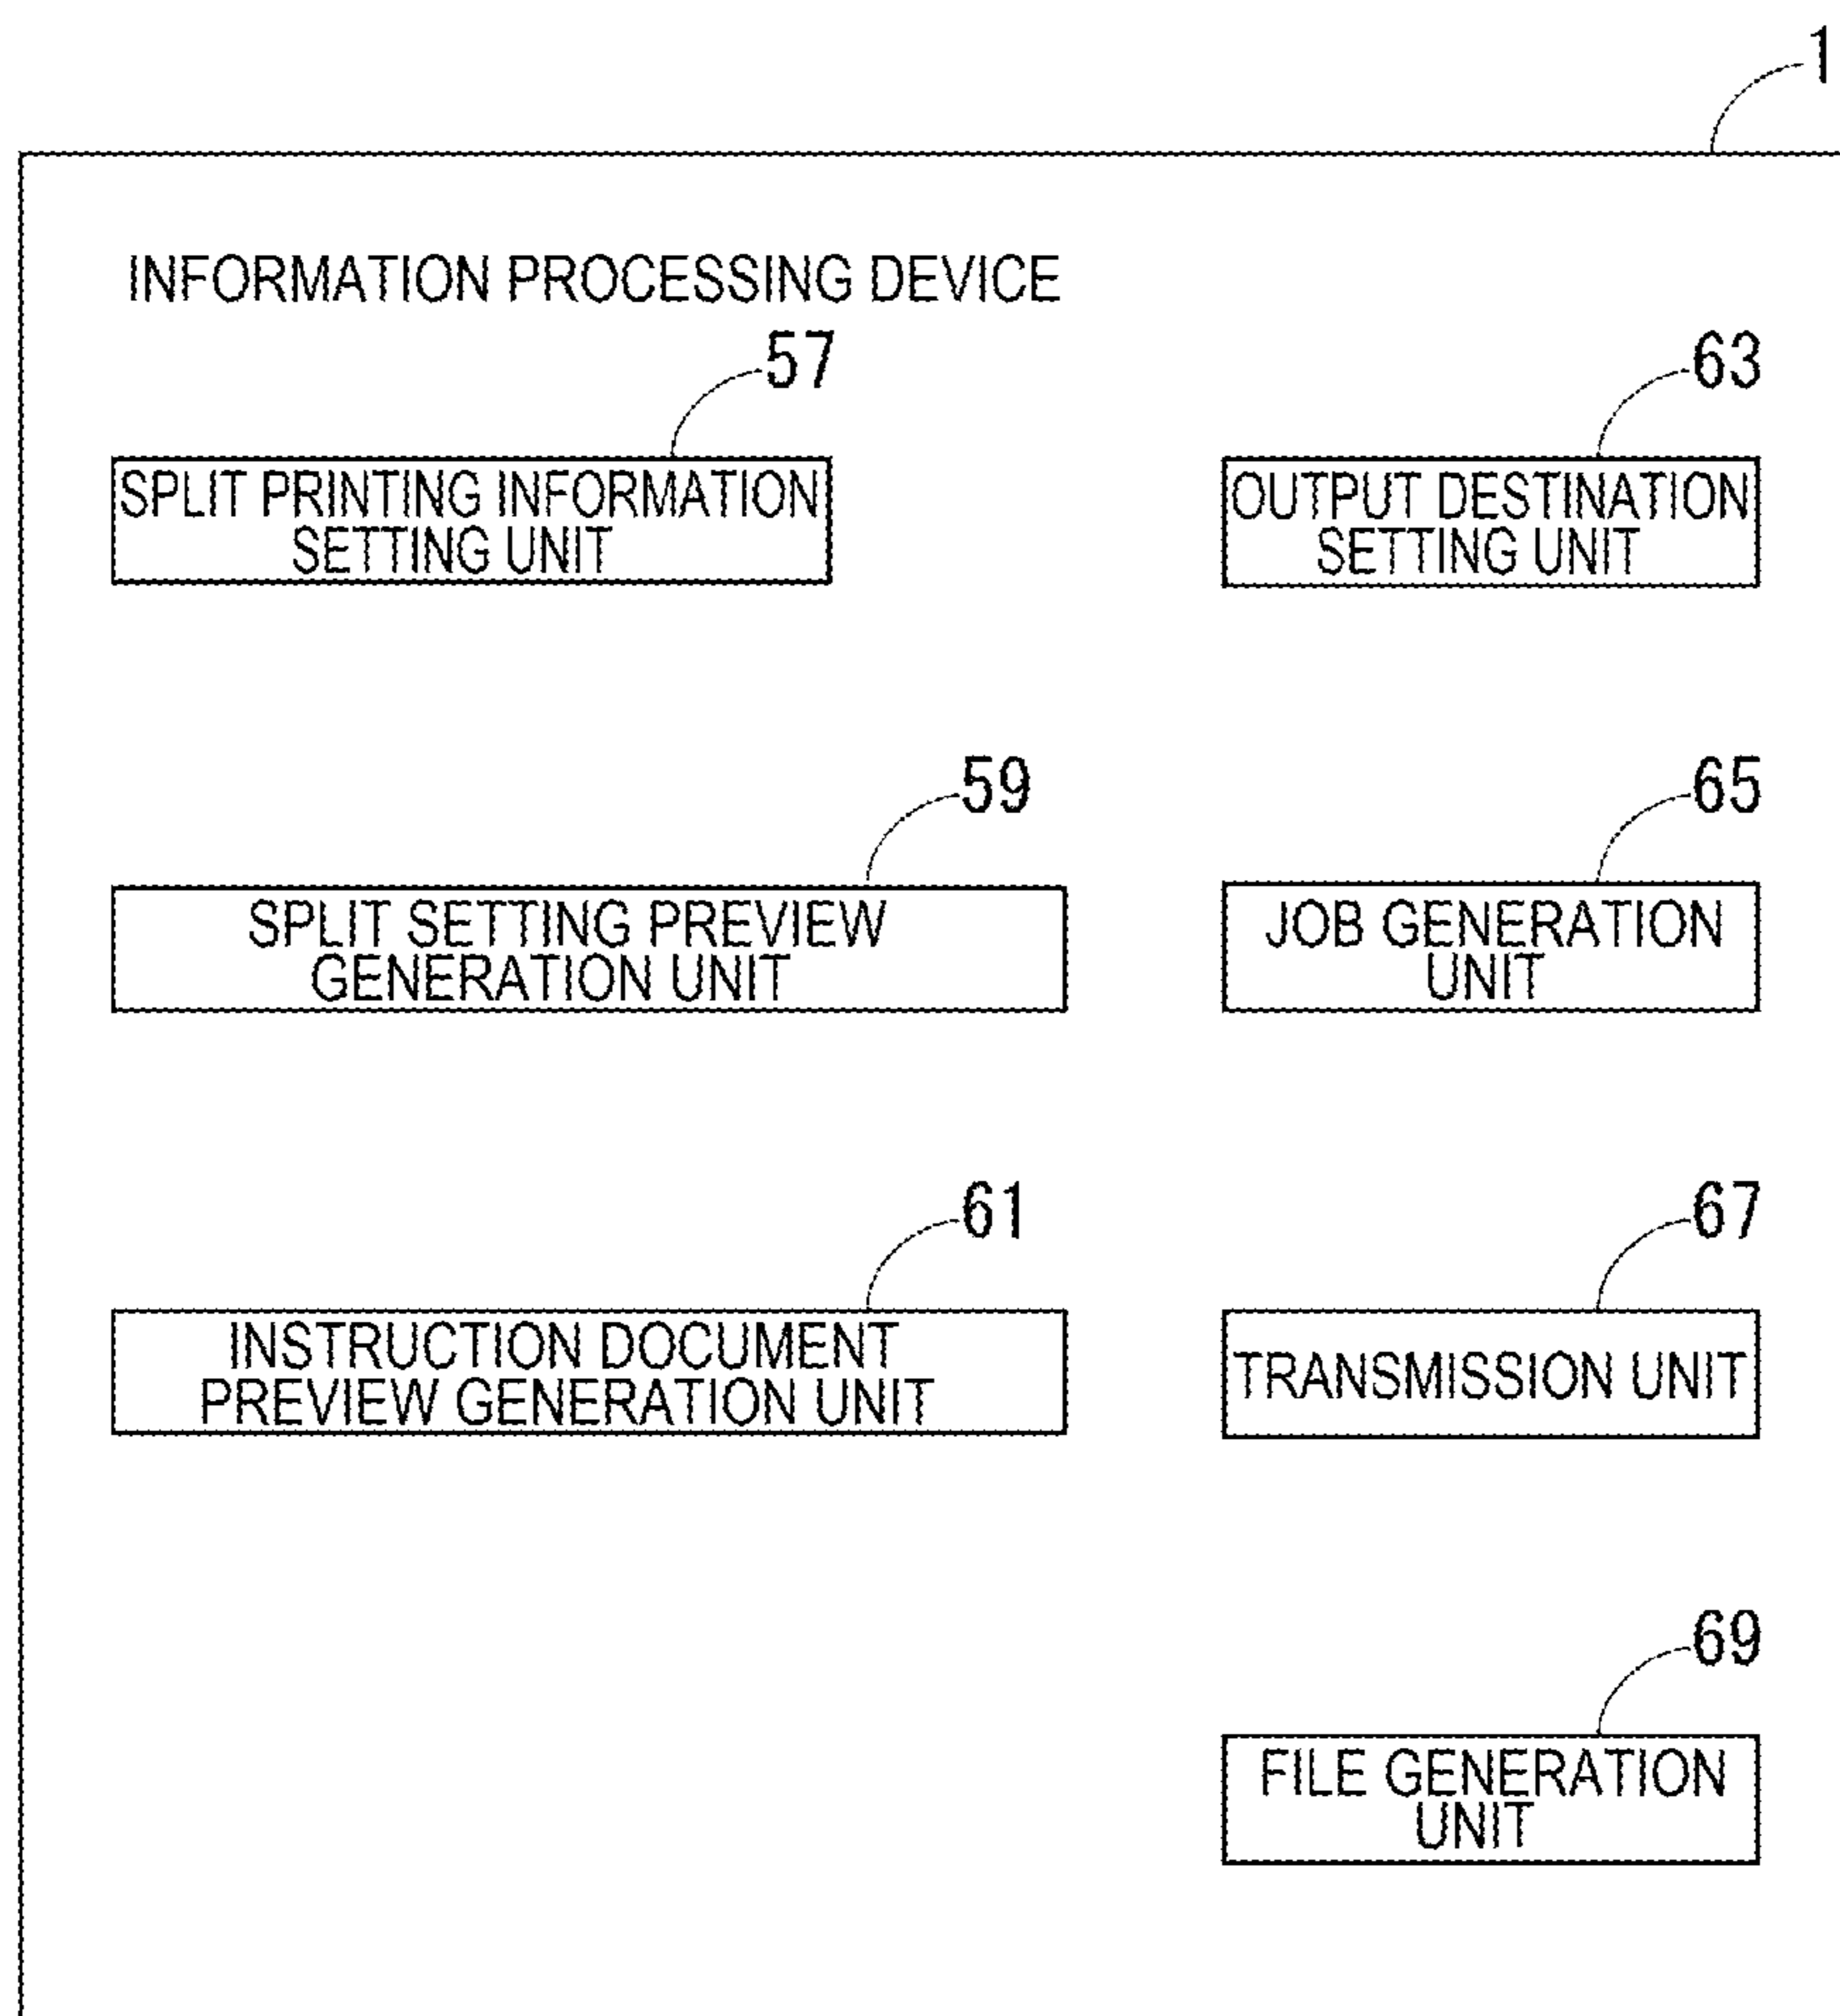 1
INFORMATION PROCESSING DEVICE
57
SPLIT PRINTING INFORMATION
SETTING UNIT
63
OUTPUT DESTINATION
SETTING UNIT
59
SPLIT SETTING PREVIEW
GENERATION UNIT
65
JOB GENERATION
UNIT
61
INSTRUCTION DOCUMENT
PREVIEW GENERATION UNIT
67
TRANSMISSION UNIT
69
FILE GENERATION
UNIT